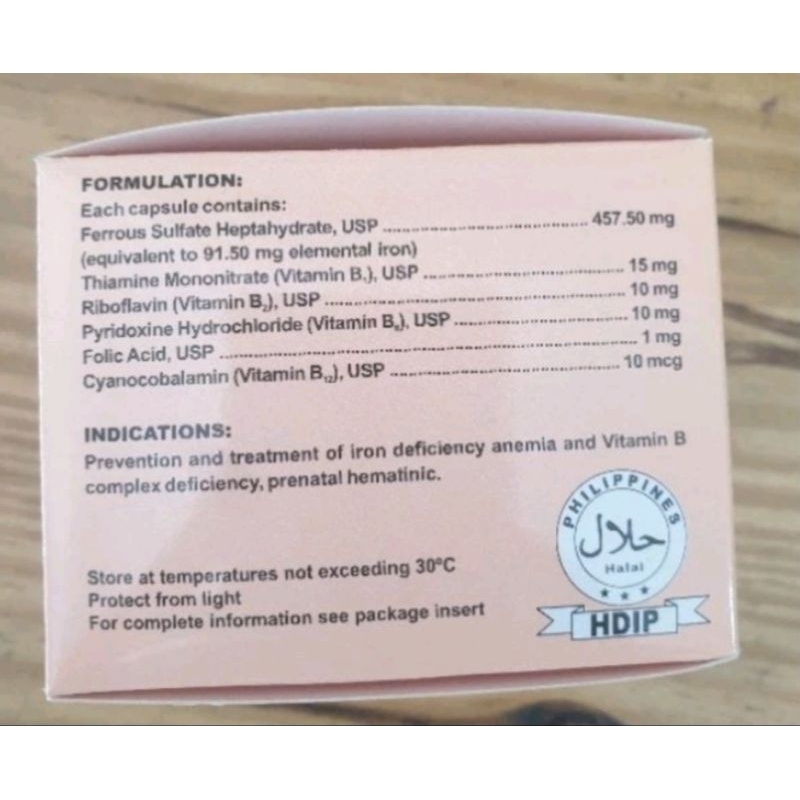 FORMULATION:
Each capsule contains:
Ferrous Sulfate Heptahydrate, USP ........................................ 457.50 mg
(equivalent to 91.50 mg elemental iron)
Thiamine Mononitrate (Vitamin B₁), USP ........................................ 15 mg
Riboflavin (Vitamin B₂), USP ........................................ 10 mg
Pyridoxine Hydrochloride (Vitamin B₆), USP ........................................ 10 mg
Folic Acid, USP ........................................ 1 mg
Cyanocobalamin (Vitamin B₁₂), USP ........................................ 10 mcg
INDICATIONS:
Prevention and treatment of iron deficiency anemia and Vitamin B
complex deficiency, prenatal hematinic.
Store at temperatures not exceeding 30°C
Protect from light
For complete information see package insert
PHILIPPINES
حلال
Halal
HDIP